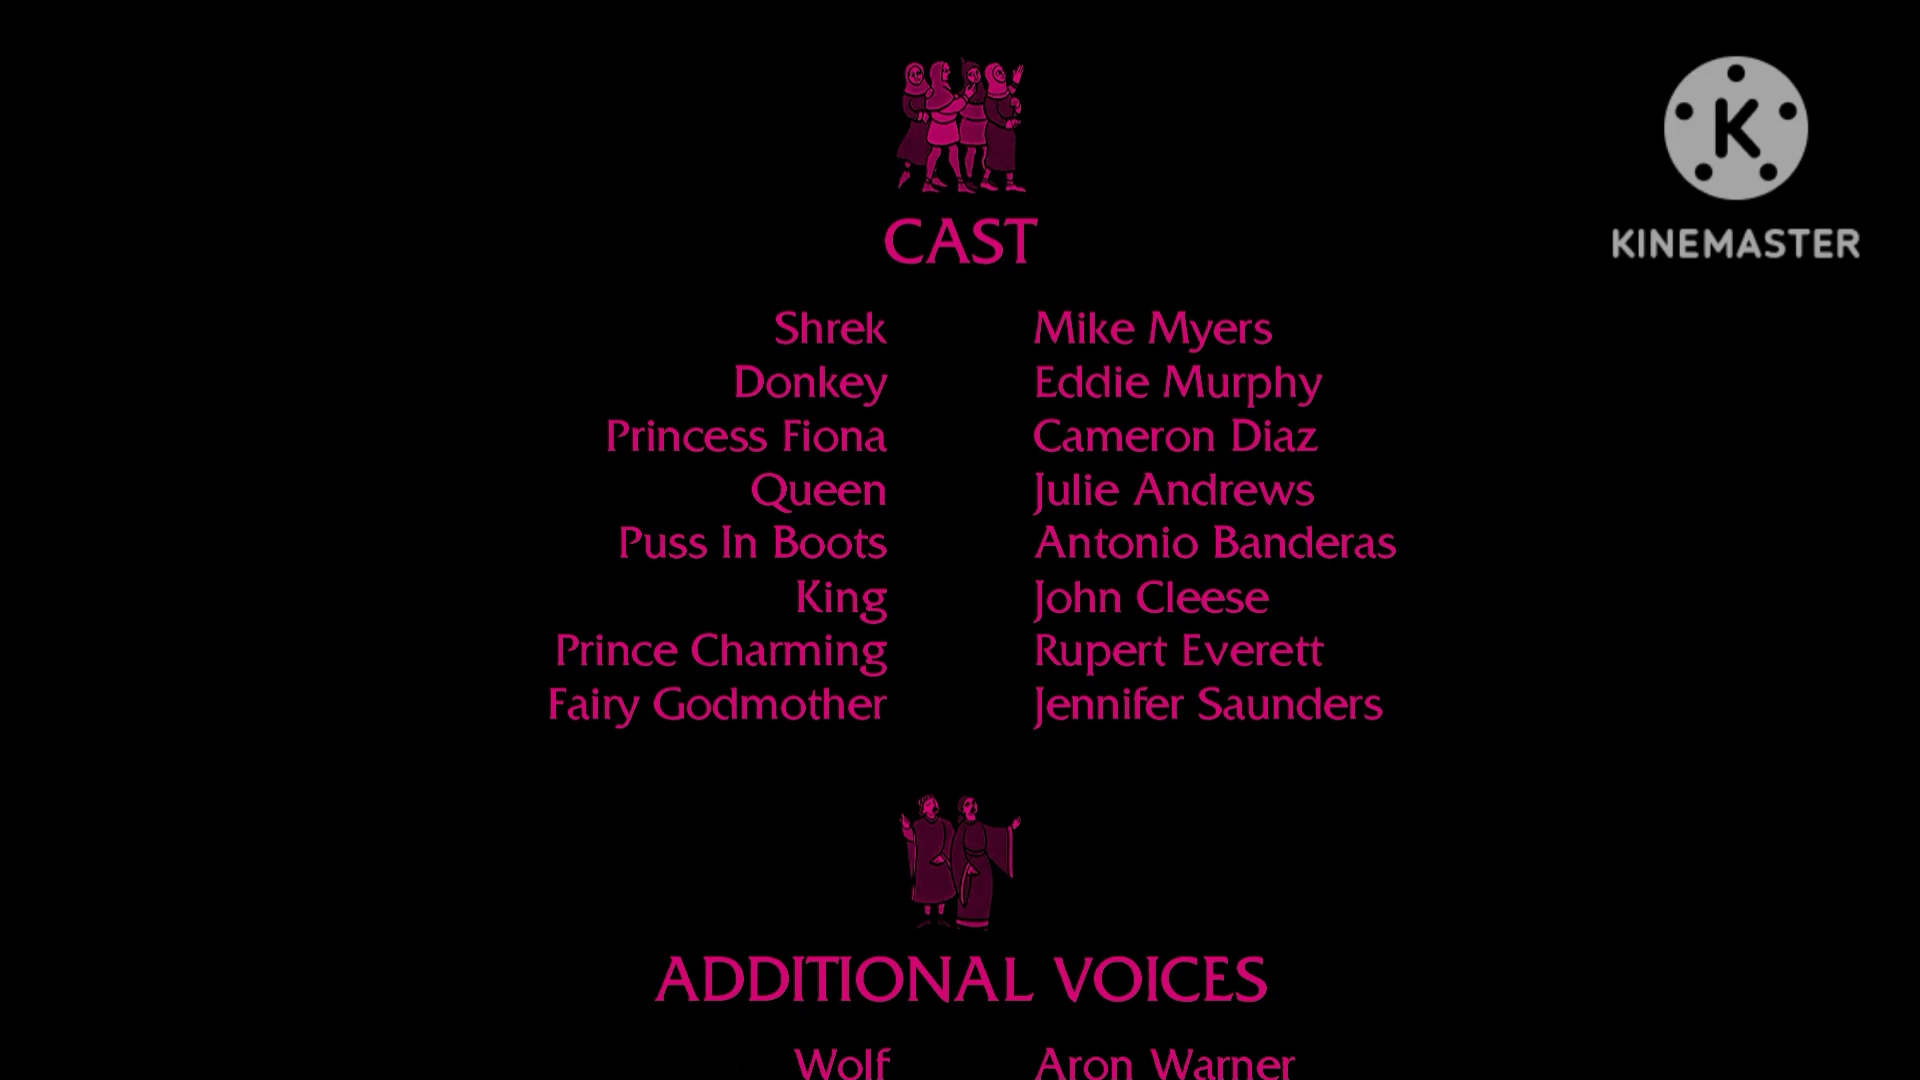 K
KINEMASTER
CAST
Shrek Mike Myers
Donkey Eddie Murphy
Princess Fiona Cameron Diaz
Queen Julie Andrews
Puss In Boots Antonio Banderas
King John Cleese
Prince Charming Rupert Everett
Fairy Godmother Jennifer Saunders
ADDITIONAL VOICES
Wolf Aron Warner